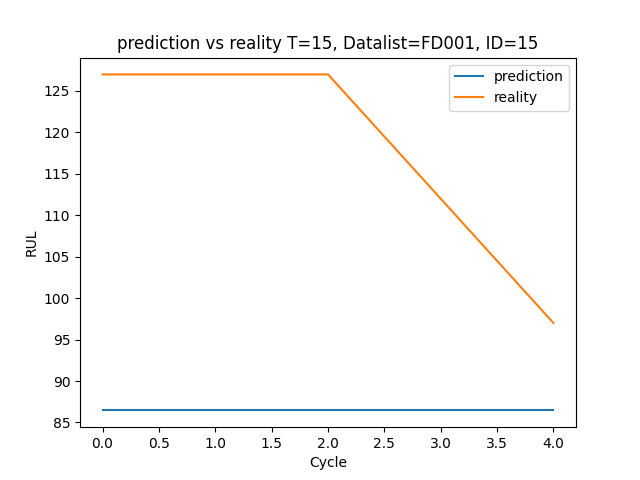 prediction vs reality T=15, Datalist=FD001, ID=15
prediction
reality
125
120
115
110
105
100
95
90
85
RUL
0.0 0.5 1.0 1.5 2.0 2.5 3.0 3.5 4.0
Cycle